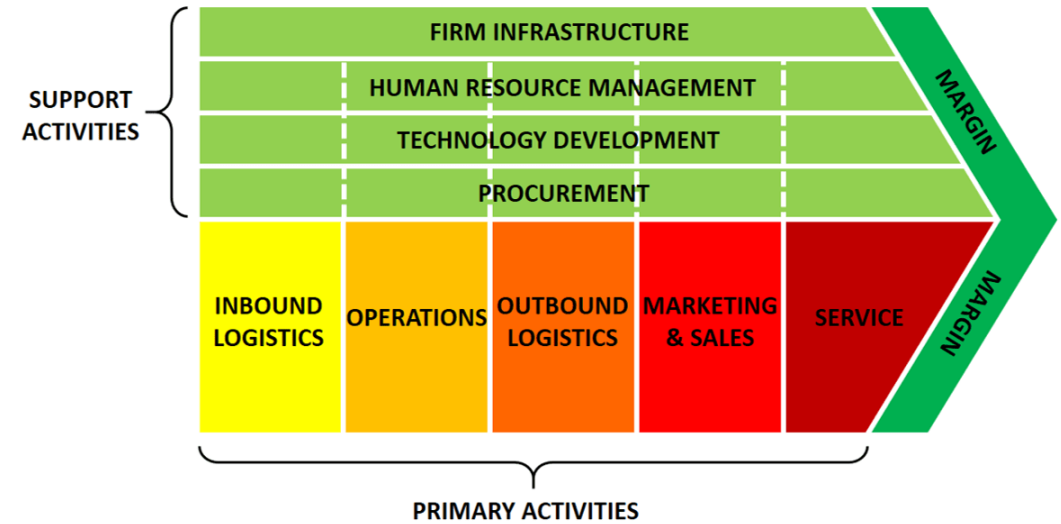 FIRM INFRASTRUCTURE
HUMAN RESOURCE MANAGEMENT
TECHNOLOGY DEVELOPMENT
PROCUREMENT
SUPPORT
ACTIVITIES
MARGIN
MARGIN
INBOUND
LOGISTICS
OPERATIONS
OUTBOUND
LOGISTICS
MARKETING
& SALES
SERVICE
PRIMARY ACTIVITIES